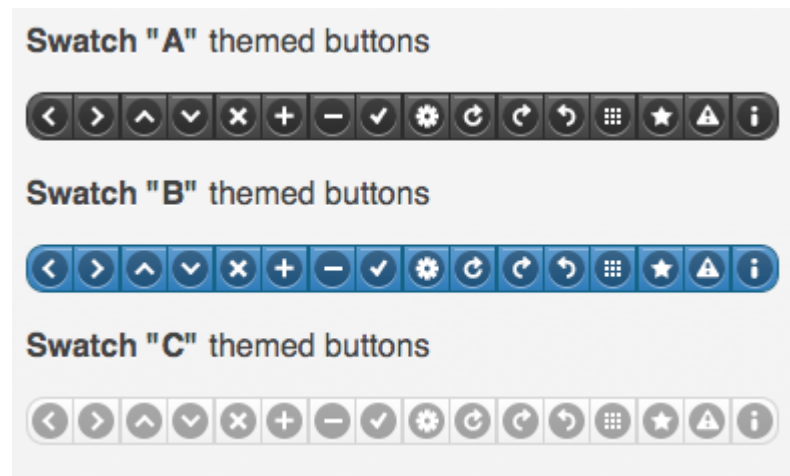 Swatch "A" themed buttons
Swatch "B" themed buttons
Swatch "C" themed buttons